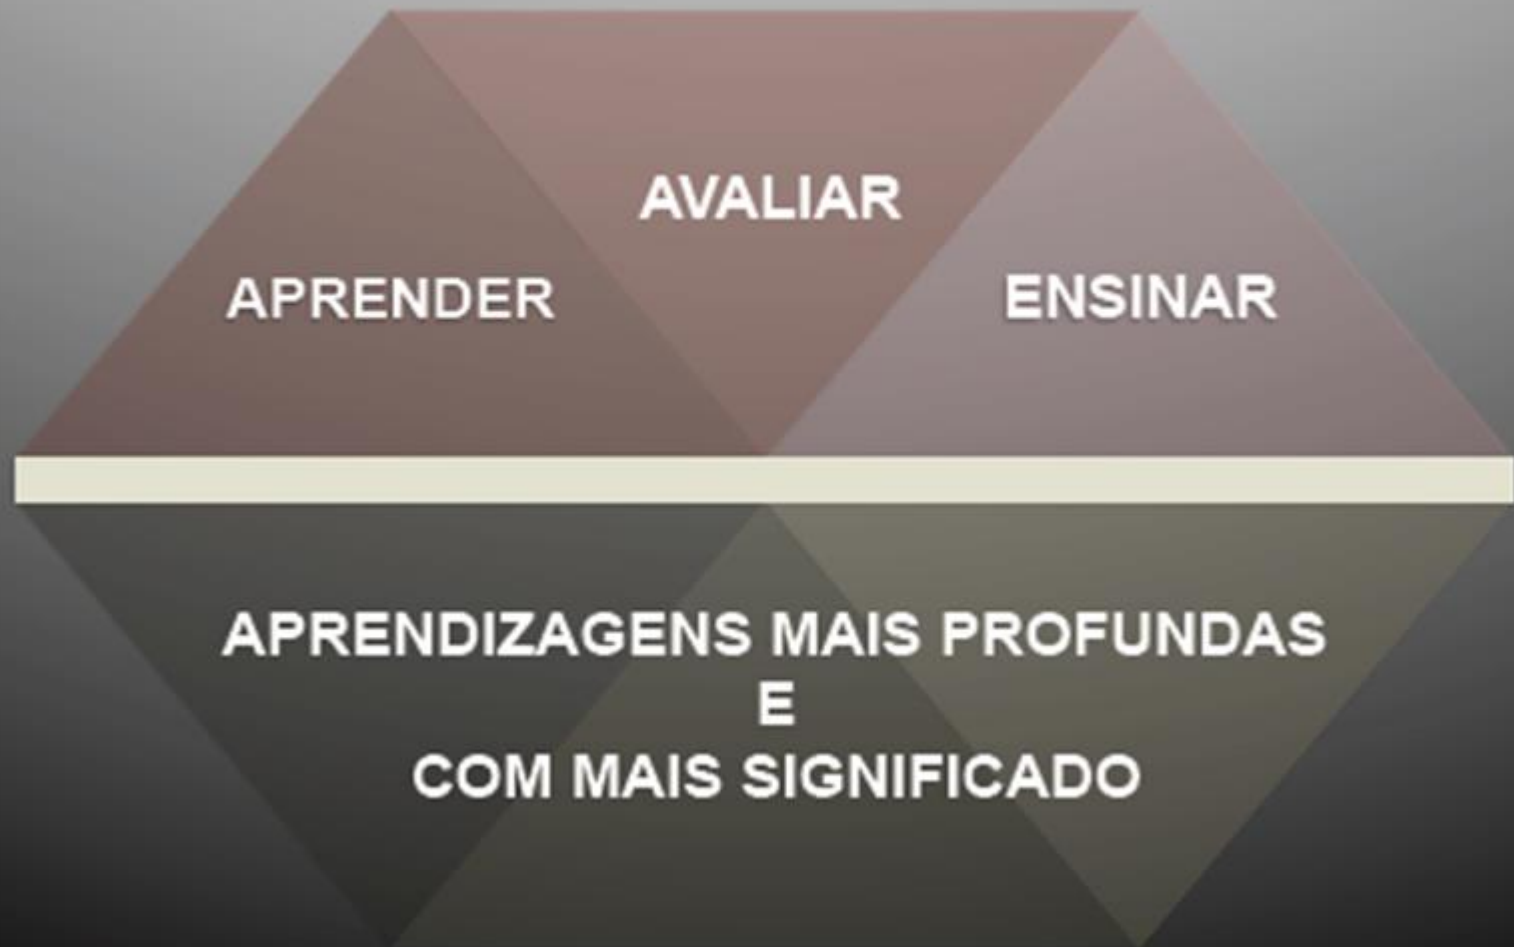 AVALIAR
APRENDER
ENSINAR
APRENDIZAGENS MAIS PROFUNDAS
E
COM MAIS SIGNIFICADO